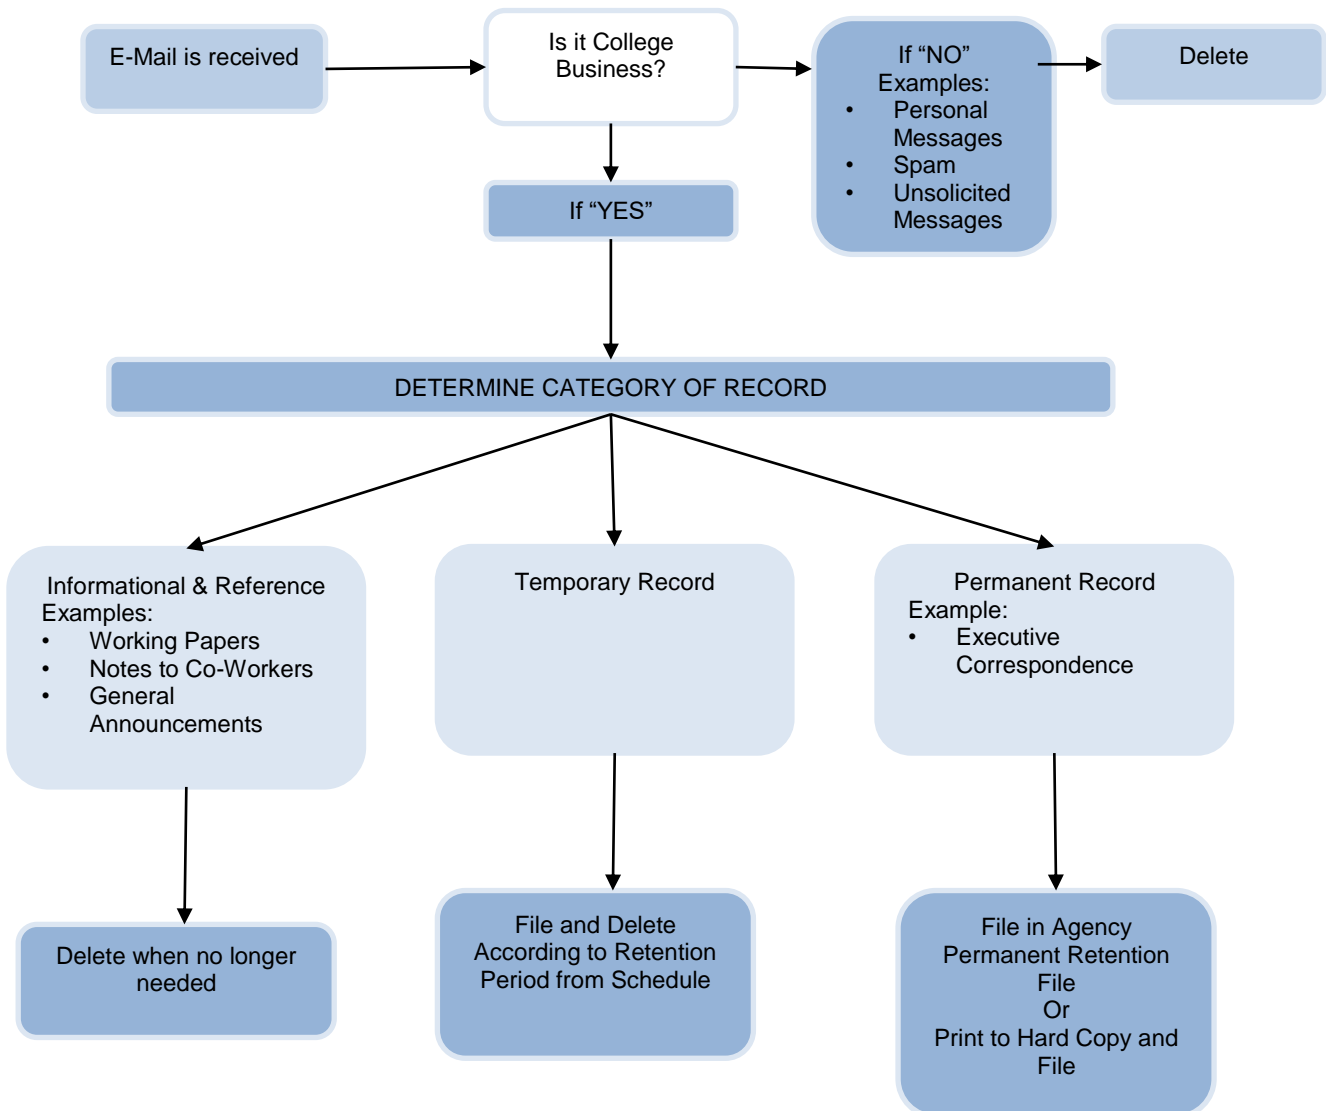 E-Mail is received
Is it College
Business?
If “NO”
Examples:
• Personal
Messages
• Spam
• Unsolicited
Messages
Delete
If “YES”
DETERMINE CATEGORY OF RECORD
Informational & Reference
Examples:
• Working Papers
• Notes to Co-Workers
• General
Announcements
Temporary Record
Permanent Record
Example:
• Executive
Correspondence
Delete when no longer
needed
File and Delete
According to Retention
Period from Schedule
File in Agency
Permanent Retention
File
Or
Print to Hard Copy and
File